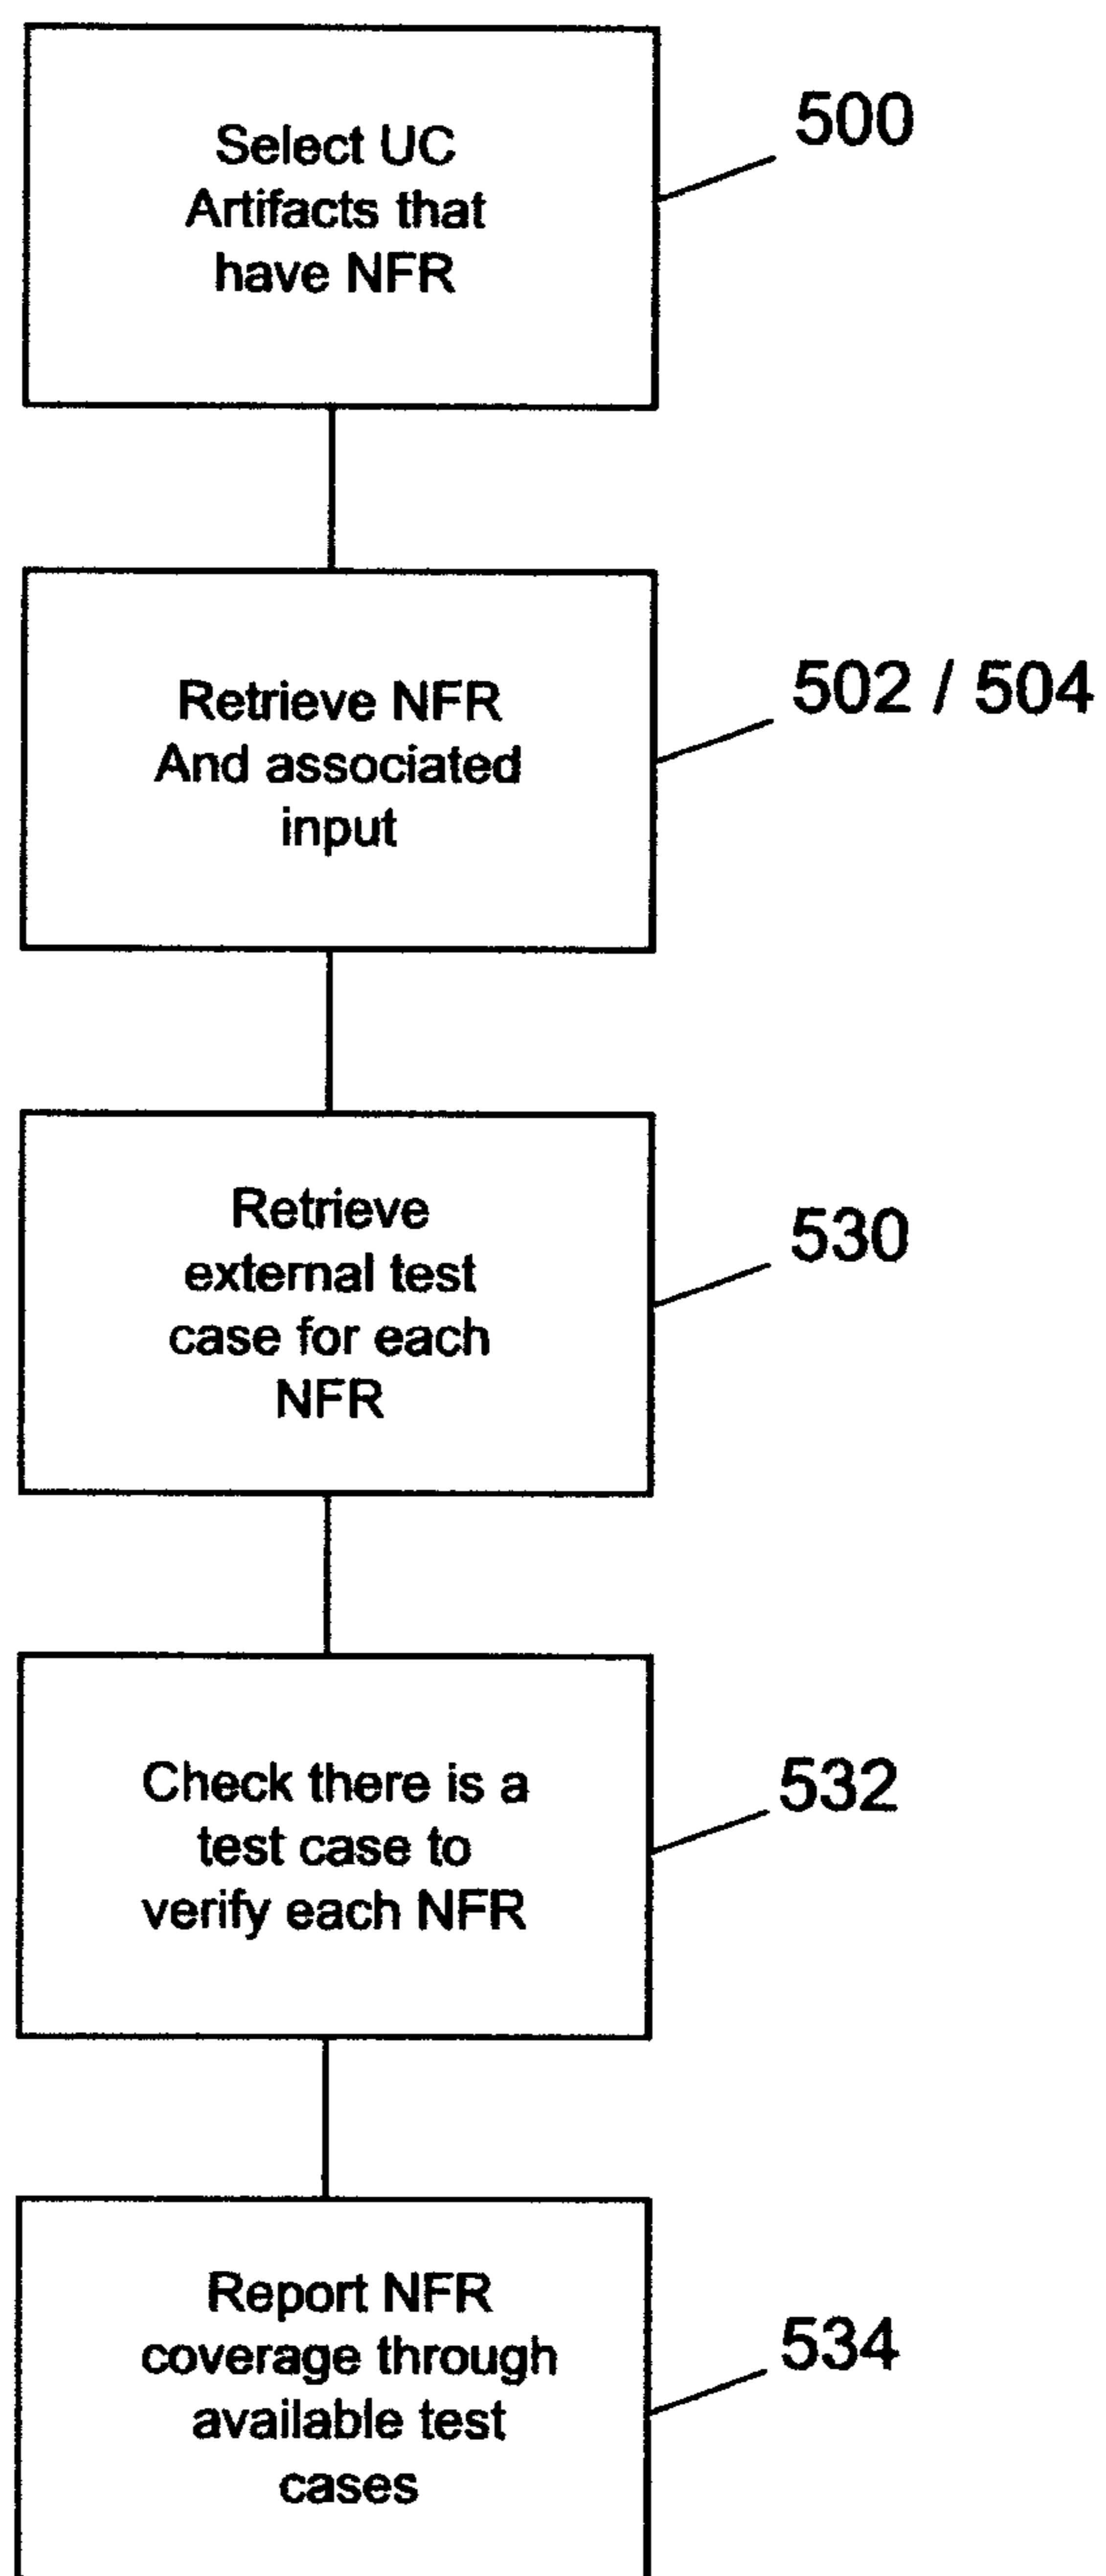 Select UC
Artifacts that
have NFR
500
Retrieve NFR
And associated
input
502 / 504
Retrieve
external test
case for each
NFR
530
Check there is a
test case to
verify each NFR
532
Report NFR
coverage through
available test
cases
534